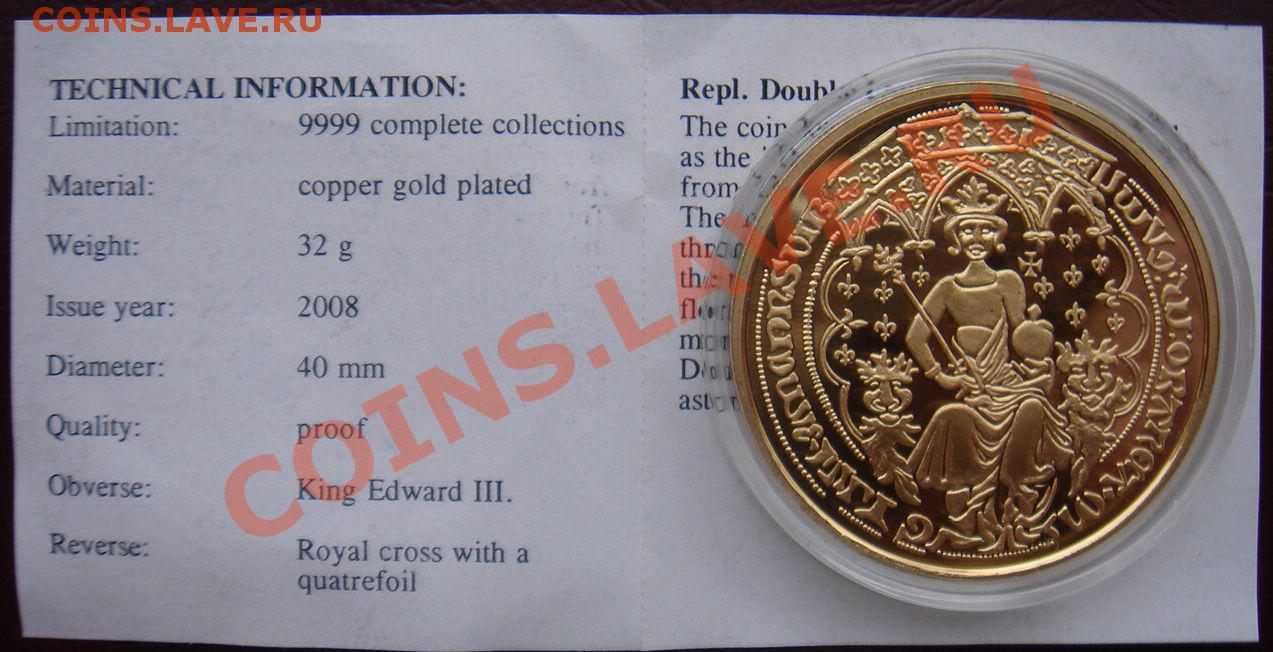 COINS.LAVE.RU
TECHNICAL INFORMATION:
Limitation: 9999 complete collections
Material: copper gold plated
Weight: 32 g
Issue year: 2008
Diameter: 40 mm
Quality: proof
Obverse: King Edward III.
Reverse: Royal cross with a
quatrefoil
Repl. Double
The coin
as the
from
The
COINS.LAVE.RU